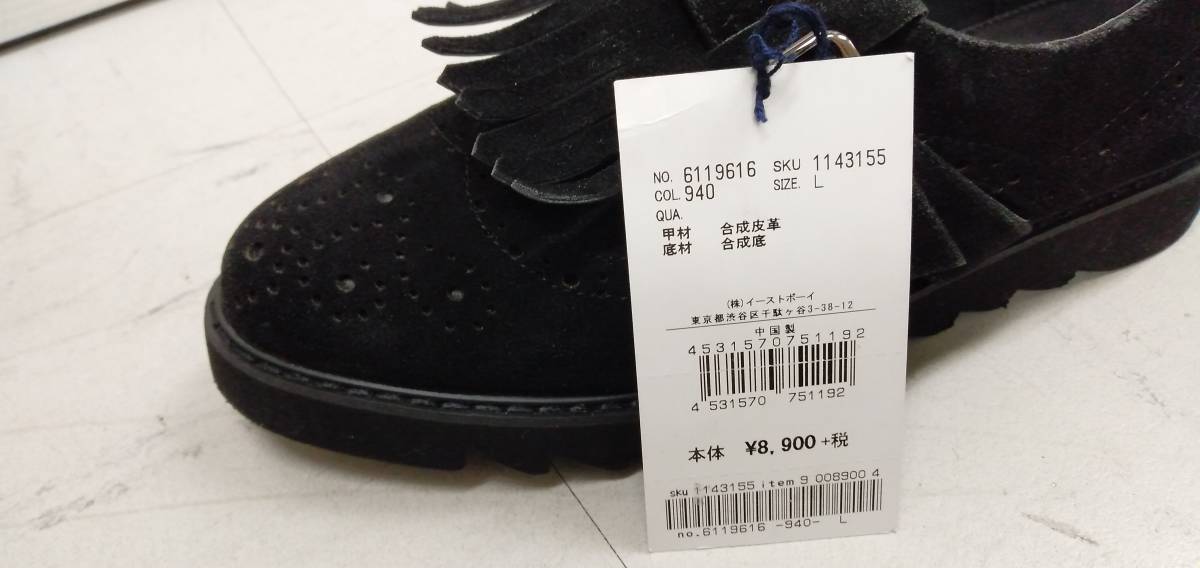 NO. 6119616 SKU 1143155
COL. 940 SIZE. L
QUA.
甲材 合成皮革
底材 合成底
(株)イーストボーイ
東京都渋谷区千駄ヶ谷3-38-12
中国製
4531570751192
4 531570 751192
本体 ¥8,900+税
sku 1143155 item 9 008900 4
no.6119616 -940- L